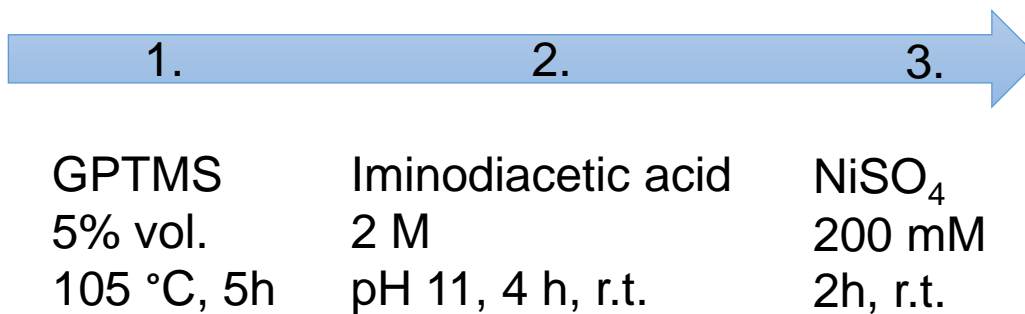 1. 2. 3.
GPTMS Iminodiacetic acid NiSO₄
5% vol. 2 M 200 mM
105 °C, 5h pH 11, 4 h, r.t. 2h, r.t.